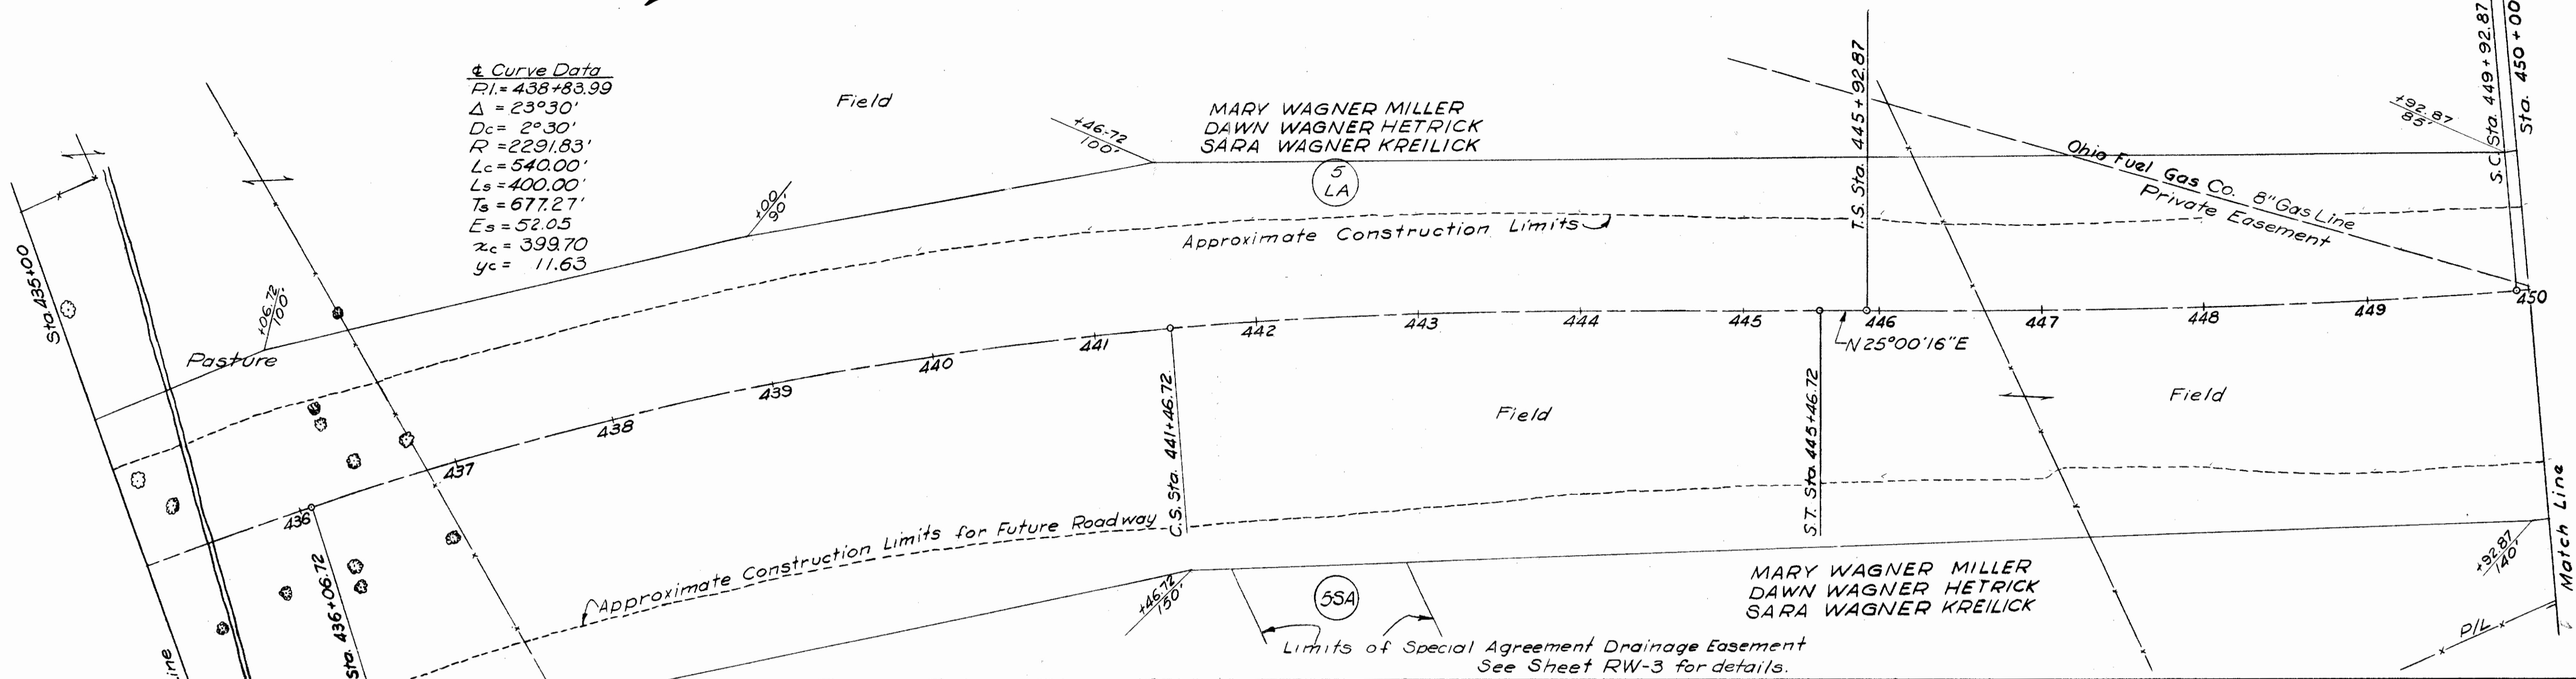 ₵ Curve Data
P.I.= 438+83.99
Δ = 23°30'
Dc= 2°30'
R =2291.83'
Lc=540.00'
Ls=400.00'
Ts=677.27'
Es=52.05
xc= 399.70
yc= 11.63
Field
+46.72
100'
MARY WAGNER MILLER
DAWN WAGNER HETRICK
SARA WAGNER KREILICK
5
LA
T.S. Sta. 445+92.87
Ohio Fuel Gas Co. 8"Gas Line
Private Easement
+92.87
85'
S.C. Sta. 449+92.87
Sta. 450+00
+00
90'
Approximate Construction Limits
Sta. 435+00
+06.72
100'
Pasture
436
437
438
439
440
441
442
443
444
445
446
447
448
449
450
N25°00'16"E
C.S. Sta. 441+46.72
Field
S.T. Sta. 445+46.72
Field
Sta. 436+06.72
Approximate Construction Limits for Future Roadway
+46.72
150'
5SA
MARY WAGNER MILLER
DAWN WAGNER HETRICK
SARA WAGNER KREILICK
+92.87
140'
Match Line
Limits of Special Agreement Drainage Easement
See Sheet RW-3 for details.
P/L
ine